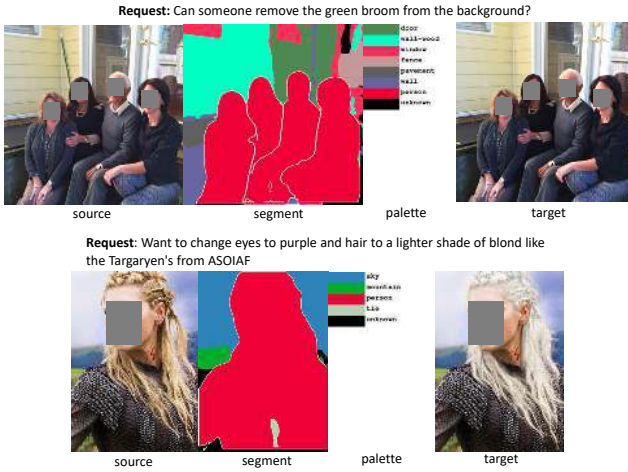 Request: Can someone remove the green broom from the background?
door
wall-wood
window
fence
pavement
wall
person
unknown
source segment palette target
Request: Want to change eyes to purple and hair to a lighter shade of blond like
the Targaryen's from ASOIAF
sky
mountain
person
tie
unknown
source segment palette target